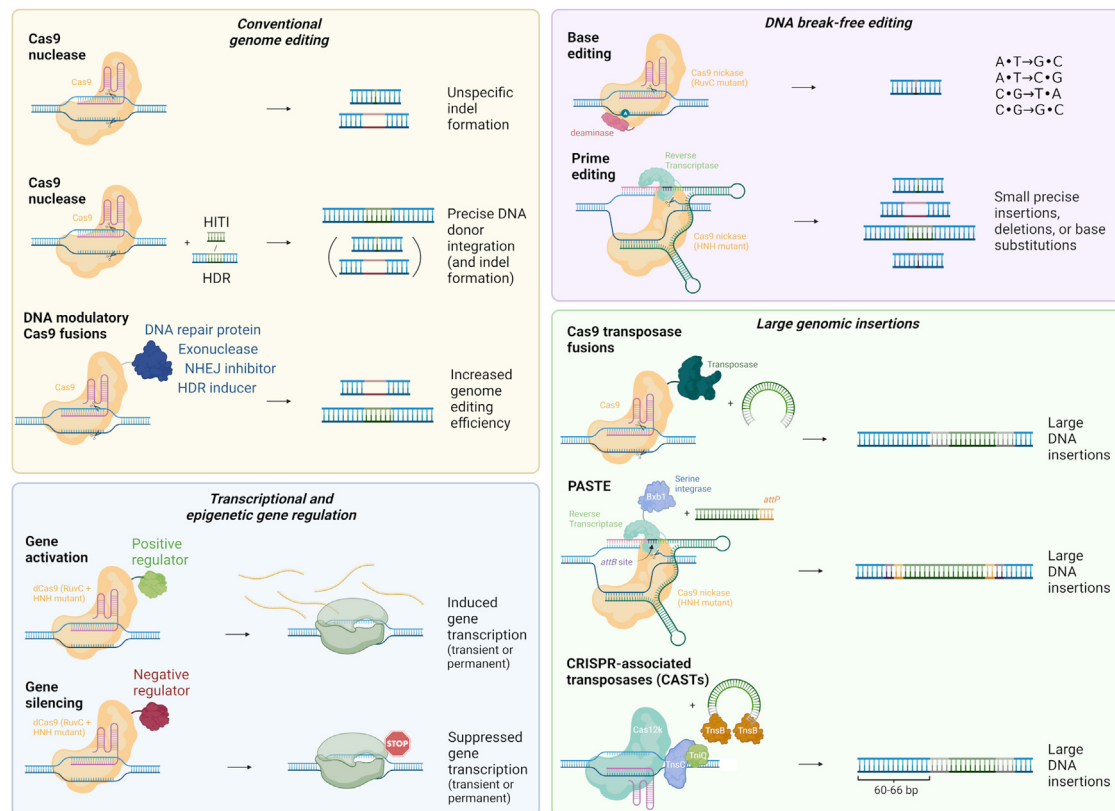 Conventional
genome editing
Cas9
nuclease
Cas9
Unspecific
indel
formation
Cas9
nuclease
Cas9
+
HITI
/
HDR
Precise DNA
donor
integration
(and indel
formation)
DNA modulatory
Cas9 fusions
DNA repair protein
Exonuclease
NHEJ inhibitor
HDR inducer
Cas9
Increased
genome
editing
efficiency
Transcriptional and
epigenetic gene regulation
Gene
activation
Positive
regulator
dCas9 (RuvC +
HNH mutant)
Induced
gene
transcription
(transient or
permanent)
Gene
silencing
Negative
regulator
dCas9 (RuvC +
HNH mutant)
STOP
Suppressed
gene
transcription
(transient or
permanent)
DNA break-free editing
Base
editing
Cas9 nickase
(RuvC mutant)
A
deaminase
A•T→G•C
A•T→C•G
C•G→T•A
C•G→G•C
Prime
editing
Reverse
Transcriptase
Cas9 nickase
(HNH mutant)
Small precise
insertions,
deletions, or base
substitutions
Large genomic insertions
Cas9 transposase
fusions
Transposase
Cas9
+
Large
DNA
insertions
PASTE
Bxb1
Serine
integrase
+
attP
Reverse
Transcriptase
attB site
Cas9 nickase
(HNH mutant)
Large
DNA
insertions
CRISPR-associated
transposases (CASTs)
+
Cas12k
TnsC
TniQ
TnsB
TnsB
60-66 bp
Large
DNA
insertions